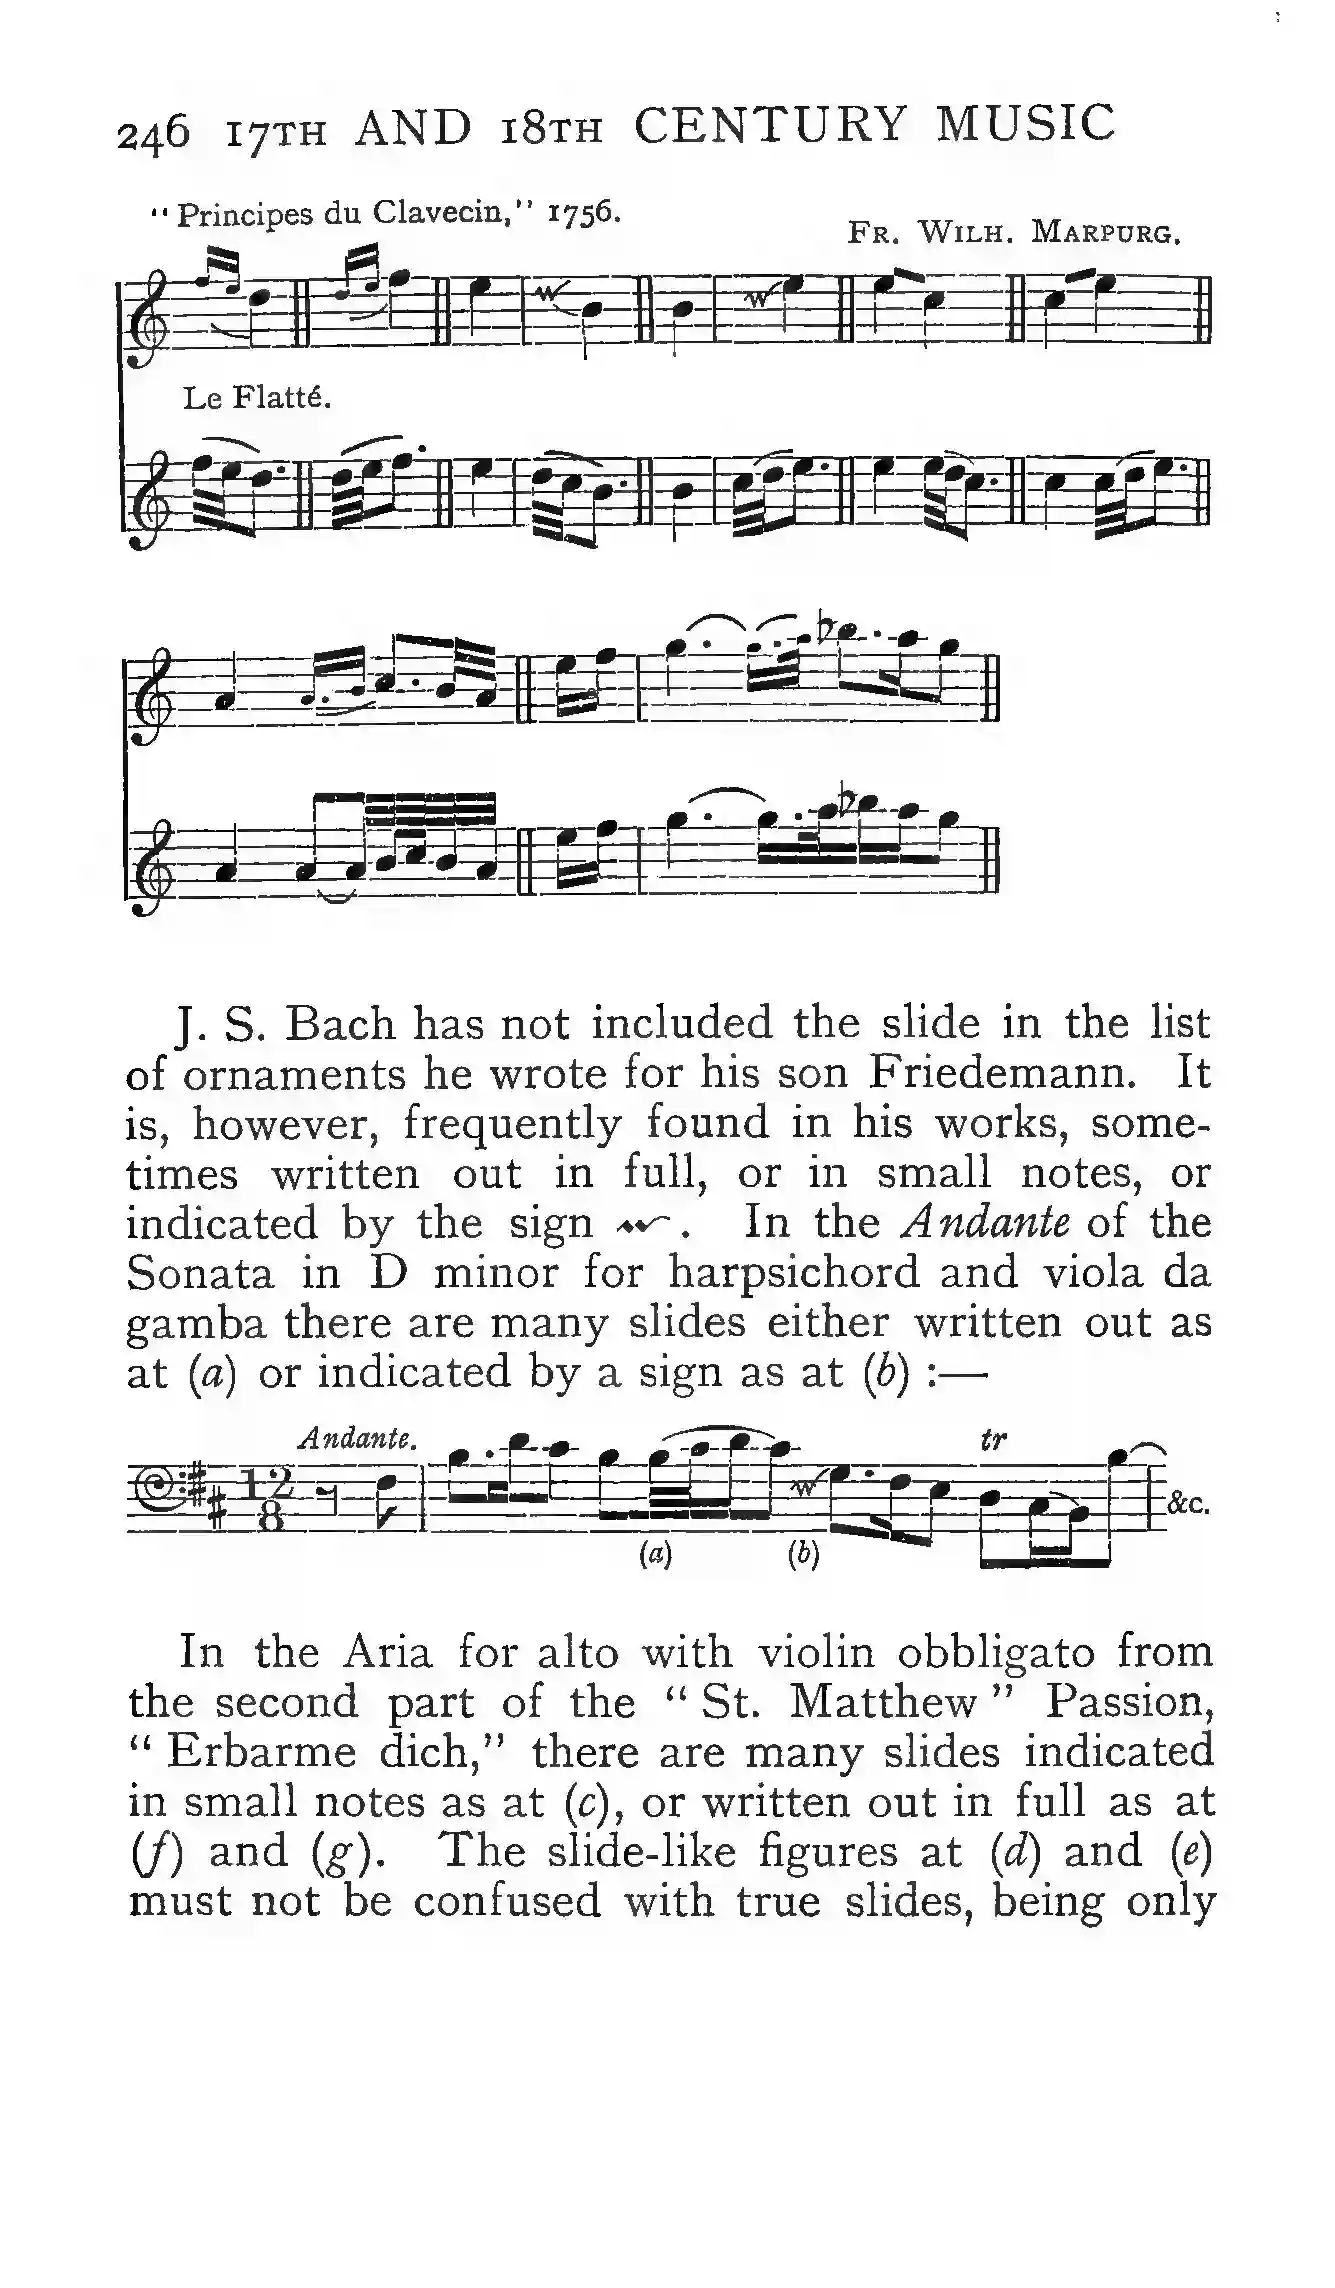 246 17TH AND 18TH CENTURY MUSIC
“Principes du Clavecin,” 1756.
FR. WILH. MARPURG.
Le Flatté.
J. S. Bach has not included the slide in the list
of ornaments he wrote for his son Friedemann. It
is, however, frequently found in his works, some-
times written out in full, or in small notes, or
indicated by the sign . In the Andante of the
Sonata in D minor for harpsichord and viola da
gamba there are many slides either written out as
at (a) or indicated by a sign as at (b) :—
Andante.
tr
12
8
&c.
(a) (b)
In the Aria for alto with violin obbligato from
the second part of the “St. Matthew” Passion,
“Erbarme dich,” there are many slides indicated
in small notes as at (c), or written out in full as at
(f) and (g). The slide-like figures at (d) and (e)
must not be confused with true slides, being only